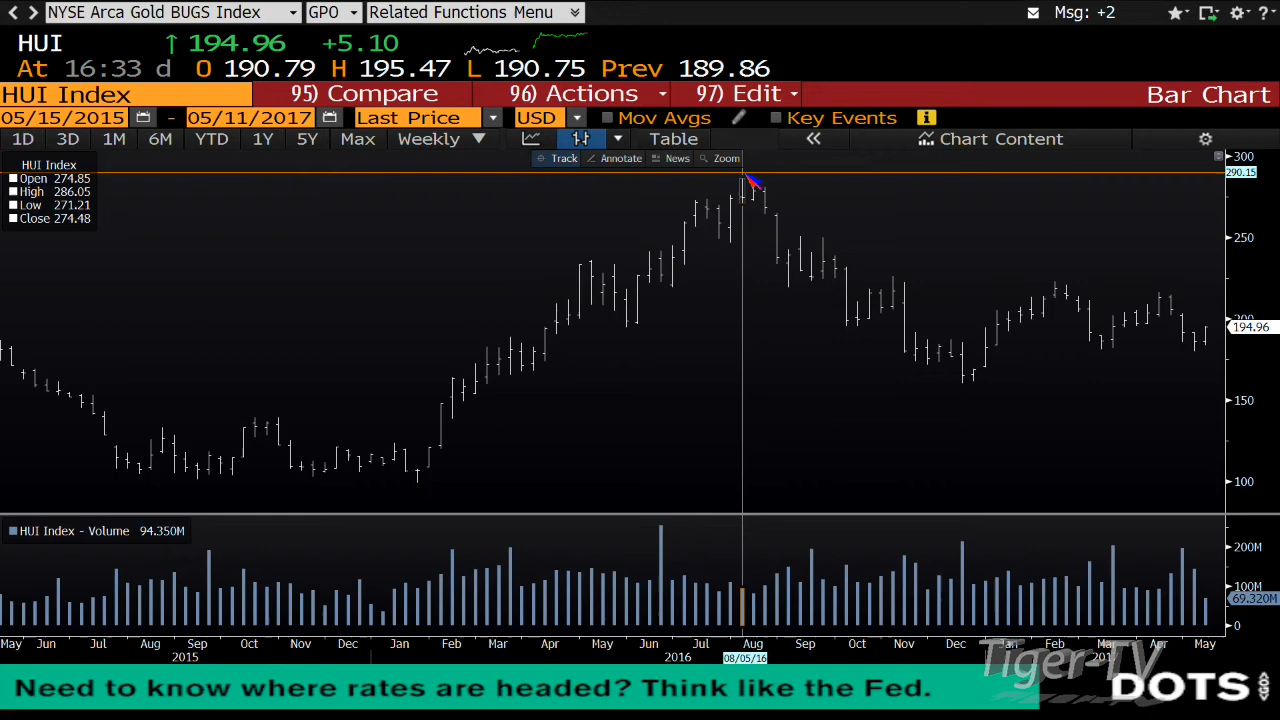 NYSE Arca Gold BUGS Index GPO Related Functions Menu Msg: +2
HUI ↑ 194.96 +5.10
At 16:33 d O 190.79 H 195.47 L 190.75 Prev 189.86
HUI Index 95) Compare 96) Actions 97) Edit Bar Chart
05/15/2015 - 05/11/2017 Last Price USD Mov Avgs Key Events
1D 3D 1M 6M YTD 1Y 5Y Max Weekly Table « Chart Content
Track Annotate News Zoom
HUI Index
Open 274.85
High 286.05
Low 271.21
Close 274.48
300
290.15
250
200
194.96
150
100
HUI Index - Volume 94.350M
200M
100M
69.320M
0
May Jun Jul Aug Sep Oct Nov Dec Jan Feb Mar Apr May Jun Jul Aug Sep Oct Nov Dec Jan Feb Mar Apr May
2015 2016 08/05/16
Tiger-TV
Need to know where rates are headed? Think like the Fed.
DOTS